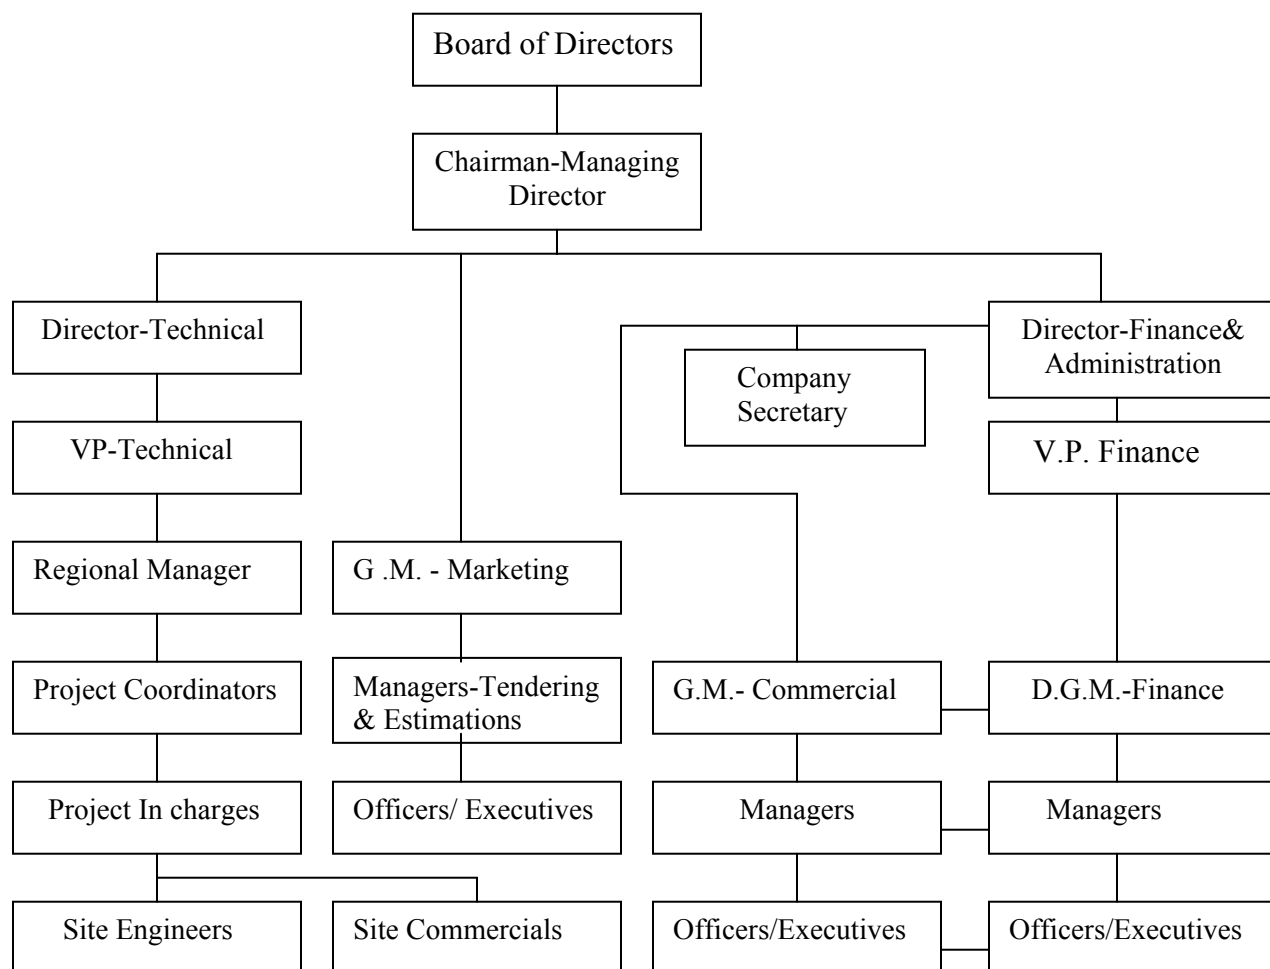 Board of Directors
Chairman-Managing
Director
Director-Technical
Company
Secretary
Director-Finance&
Administration
VP-Technical
V.P. Finance
Regional Manager
G .M. - Marketing
Project Coordinators
Managers-Tendering
& Estimations
G.M.- Commercial
D.G.M.-Finance
Project In charges
Officers/ Executives
Managers
Managers
Site Engineers
Site Commercials
Officers/Executives
Officers/Executives